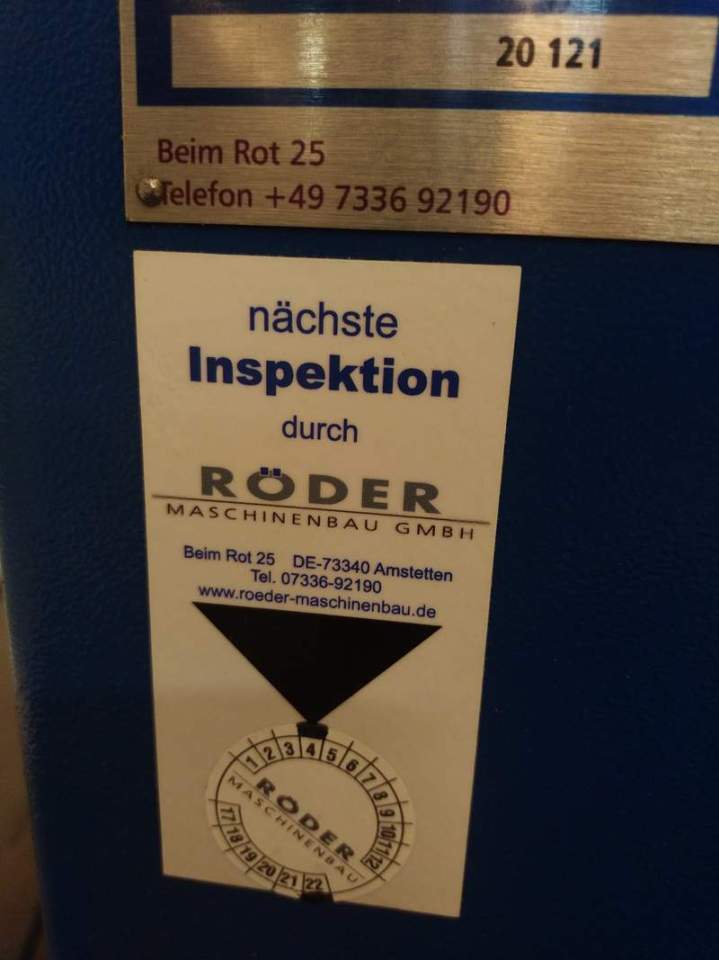 20 121
Beim Rot 25
Telefon +49 7336 92190
nächste
Inspektion
durch
RÖDER
MASCHINENBAU GMBH
Beim Rot 25 DE-73340 Amstetten
Tel. 07336-92190
www.roeder-maschinenbau.de
1 2 3 4 5 6 7 8 9 10 11 12
RÖDER
MASCHINENBAU
17 18 19 20 21 22